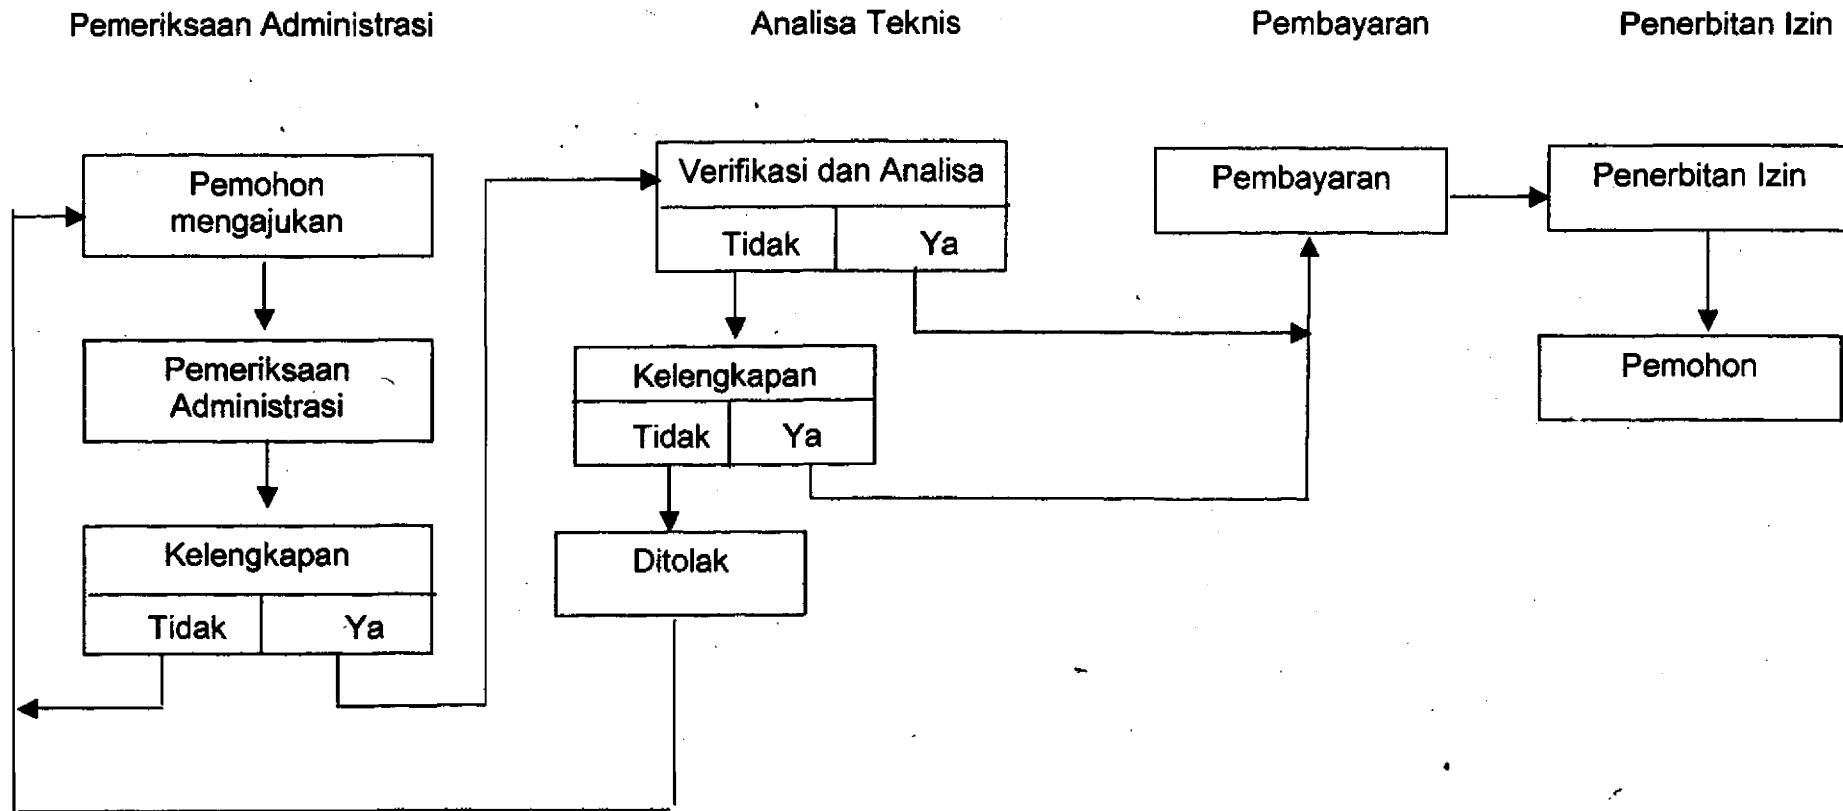 Pemeriksaan Administrasi
Analisa Teknis
Pembayaran
Penerbitan Izin
Pemohon
mengajukan
Pemeriksaan
Administrasi
Kelengkapan
Tidak
Ya
Verifikasi dan Analisa
Tidak
Ya
Kelengkapan
Tidak
Ya
Ditolak
Pembayaran
Penerbitan Izin
Pemohon